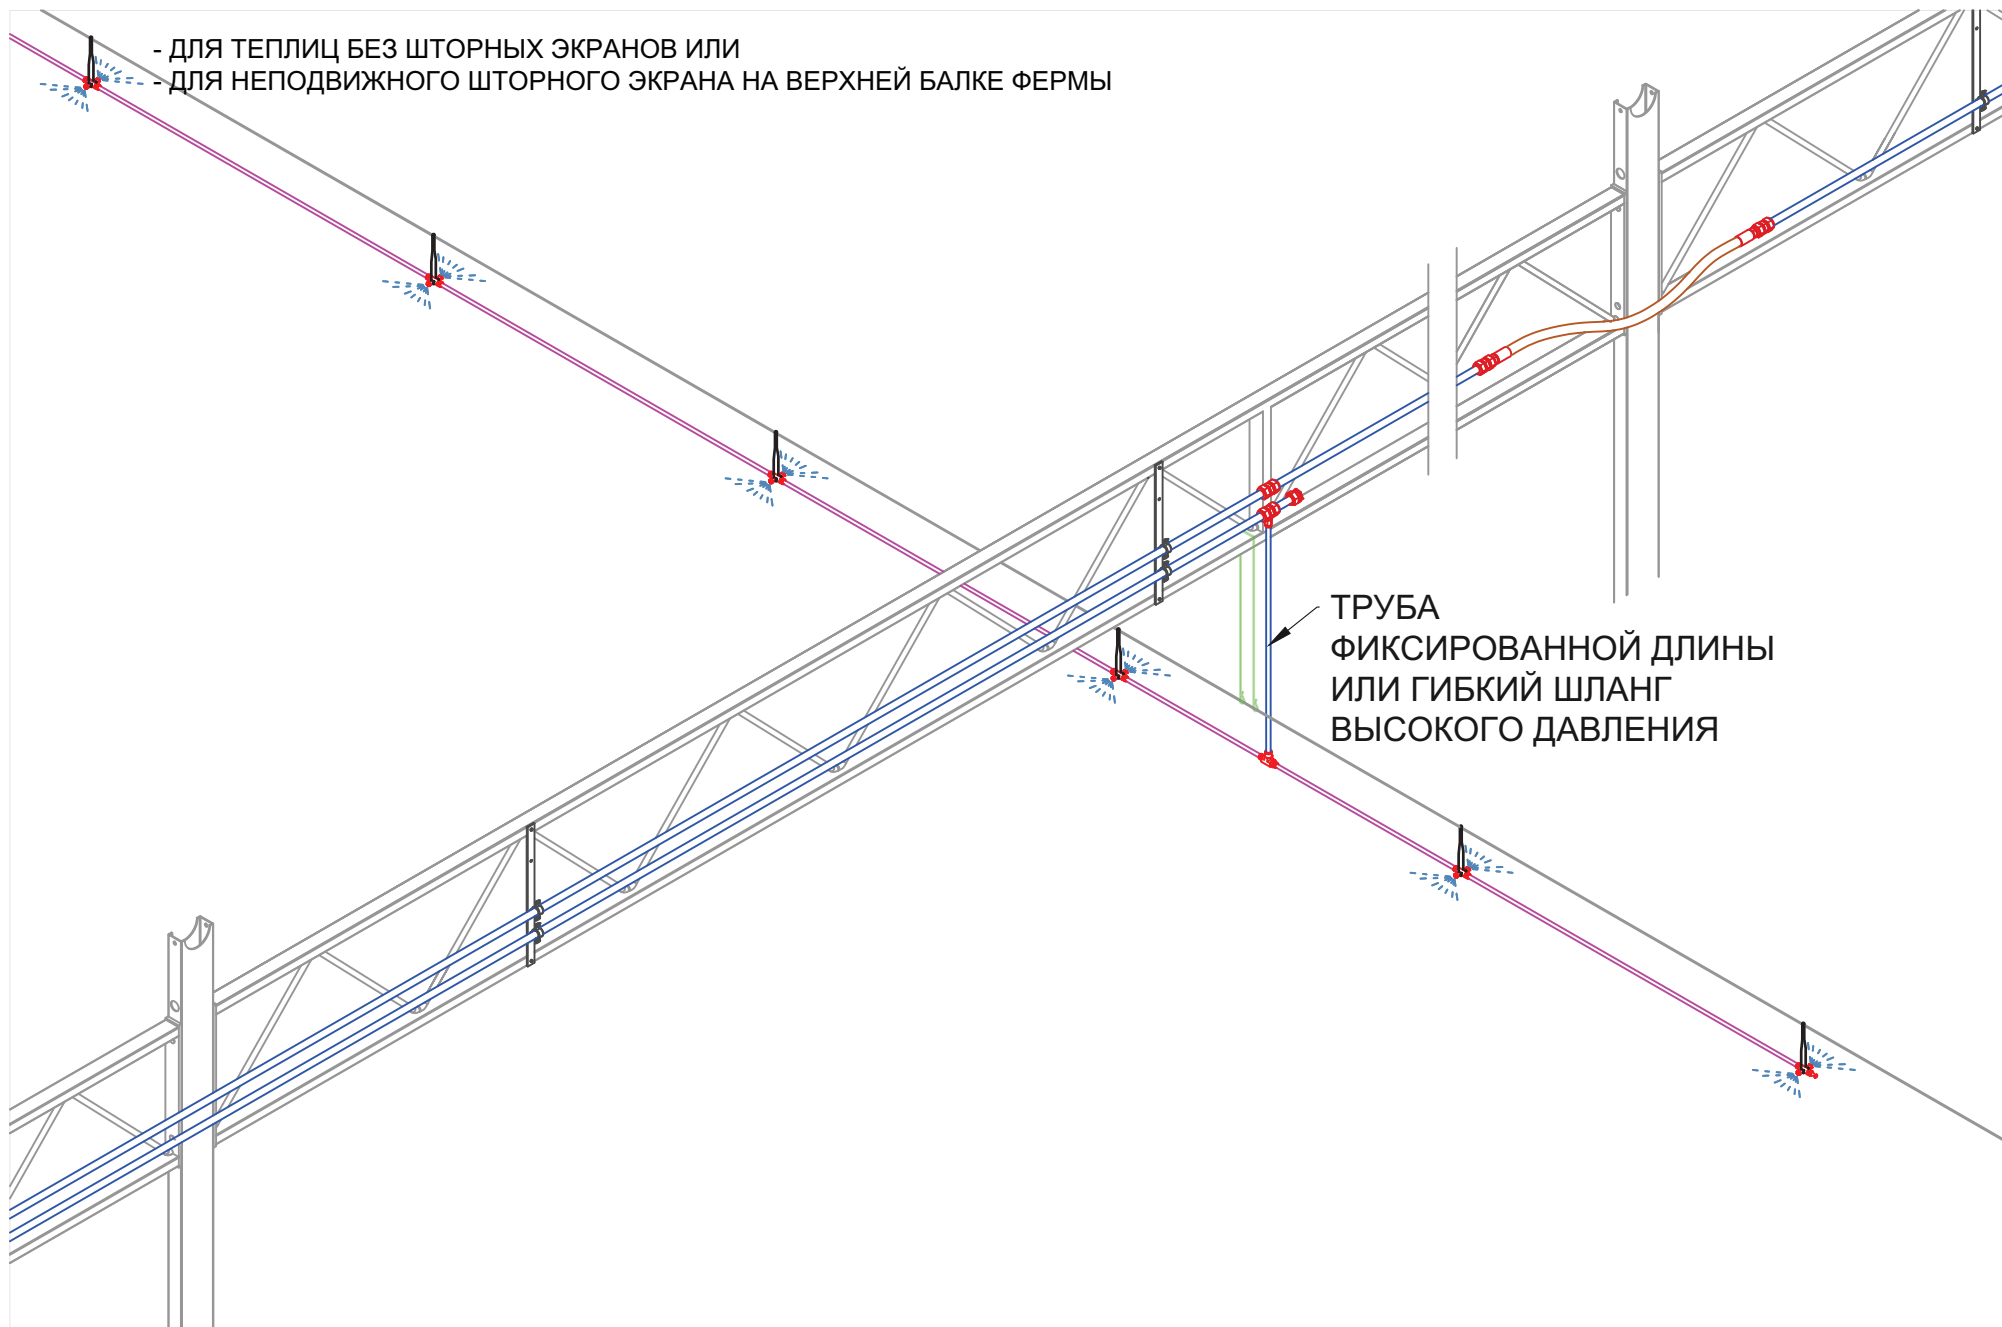 - ДЛЯ ТЕПЛИЦ БЕЗ ШТОРНЫХ ЭКРАНОВ ИЛИ
- ДЛЯ НЕПОДВИЖНОГО ШТОРНОГО ЭКРАНА НА ВЕРХНЕЙ БАЛКЕ ФЕРМЫ
ТРУБА
ФИКСИРОВАННОЙ ДЛИНЫ
ИЛИ ГИБКИЙ ШЛАНГ
ВЫСОКОГО ДАВЛЕНИЯ